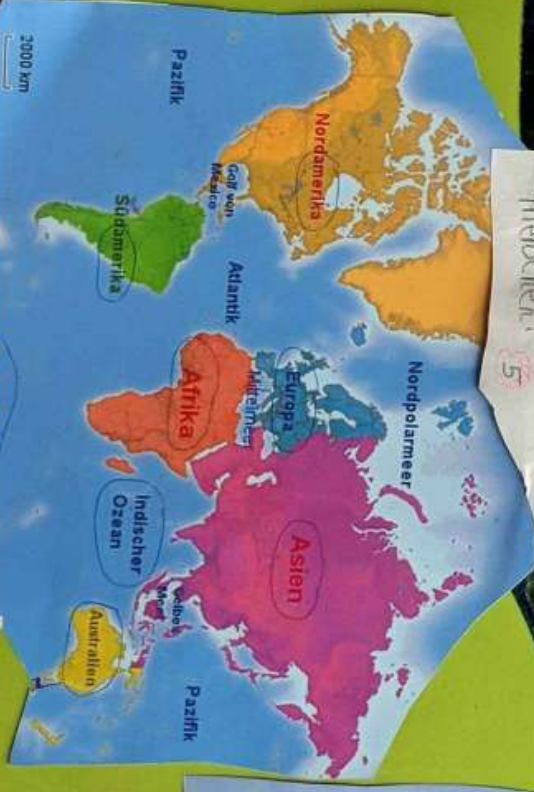 Nordpolarmeer
Nordamerika
Europa
Asien
Mittelmeer
Golf von
Mexico
Atlantik
Pazifik
Afrika
Gelbes
Meer
Pazifik
Südamerika
Indischer
Ozean
Australien
2000 km
5